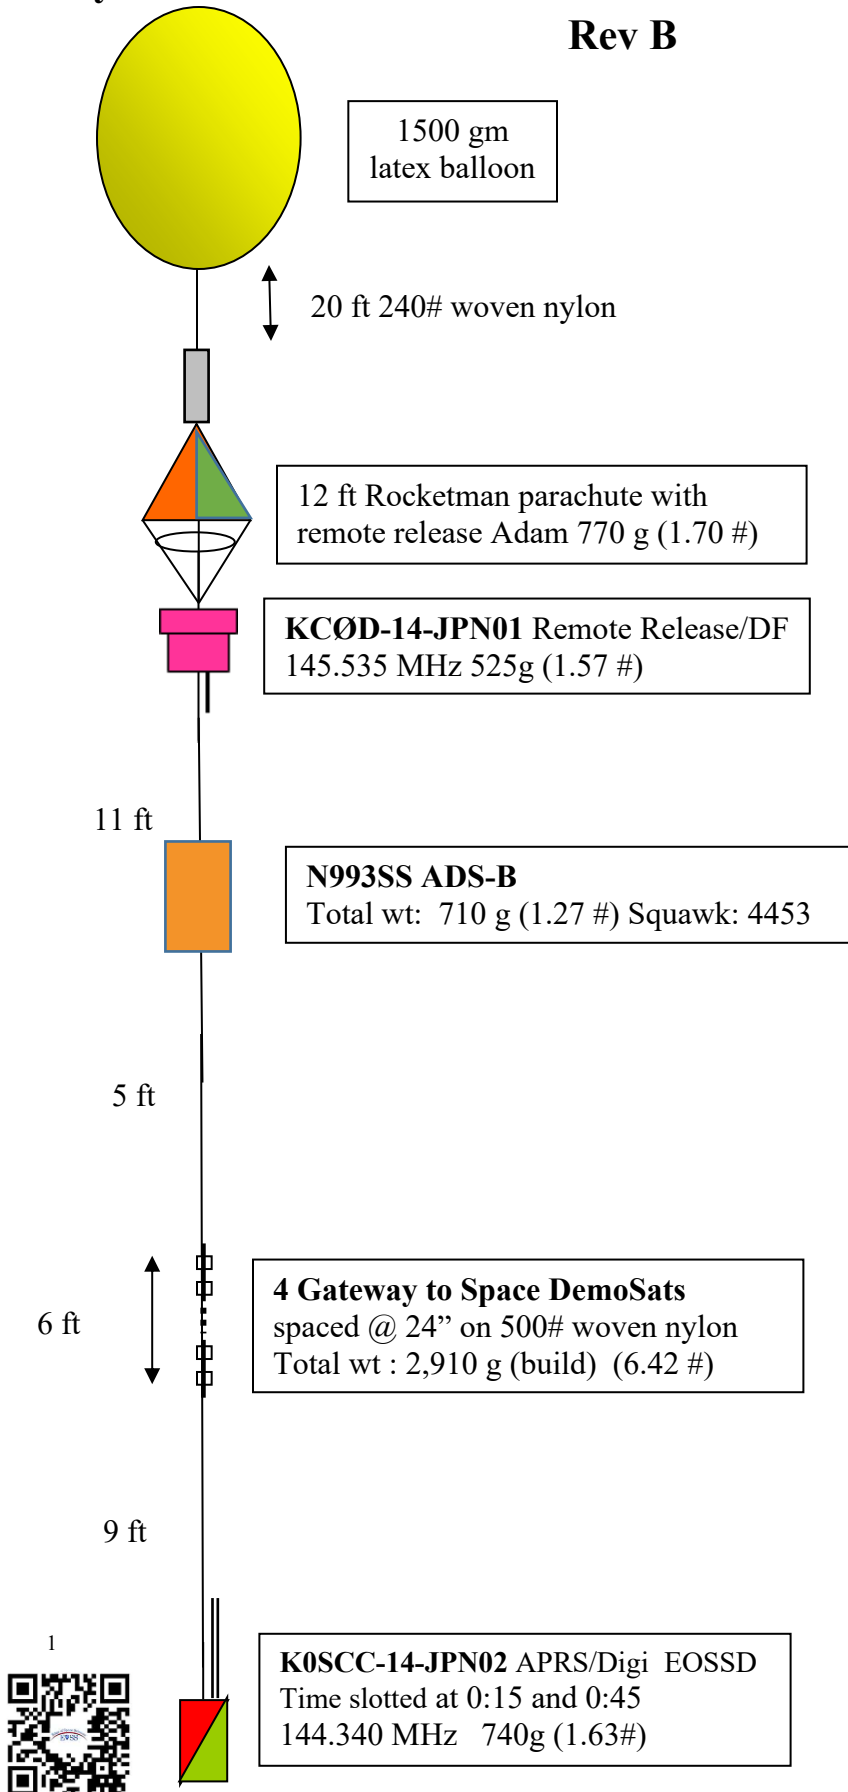 Rev B
1500 gm
latex balloon
20 ft 240# woven nylon
12 ft Rocketman parachute with
remote release Adam 770 g (1.70 #)
KCØD-14-JPN01 Remote Release/DF
145.535 MHz 525g (1.57 #)
11 ft
N993SS ADS-B
Total wt:  710 g (1.27 #) Squawk: 4453
5 ft
6 ft
4 Gateway to Space DemoSats
spaced @ 24” on 500# woven nylon
Total wt : 2,910 g (build)  (6.42 #)
9 ft
K0SCC-14-JPN02 APRS/Digi  EOSSD
Time slotted at 0:15 and 0:45
144.340 MHz   740g (1.63#)
1